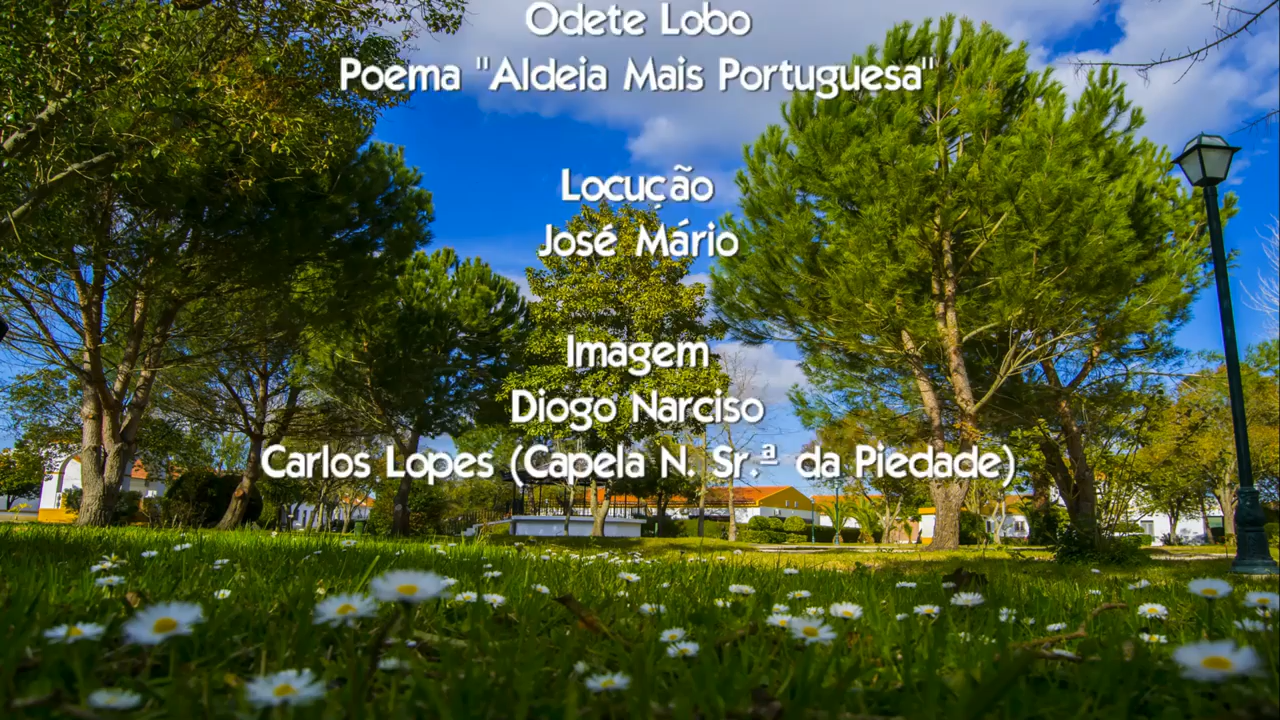 Odete Lobo
Poema "Aldeia Mais Portuguesa"
Locução
José Mário
Imagem
Diogo Narciso
Carlos Lopes (Capela N. Sr.ª da Piedade)